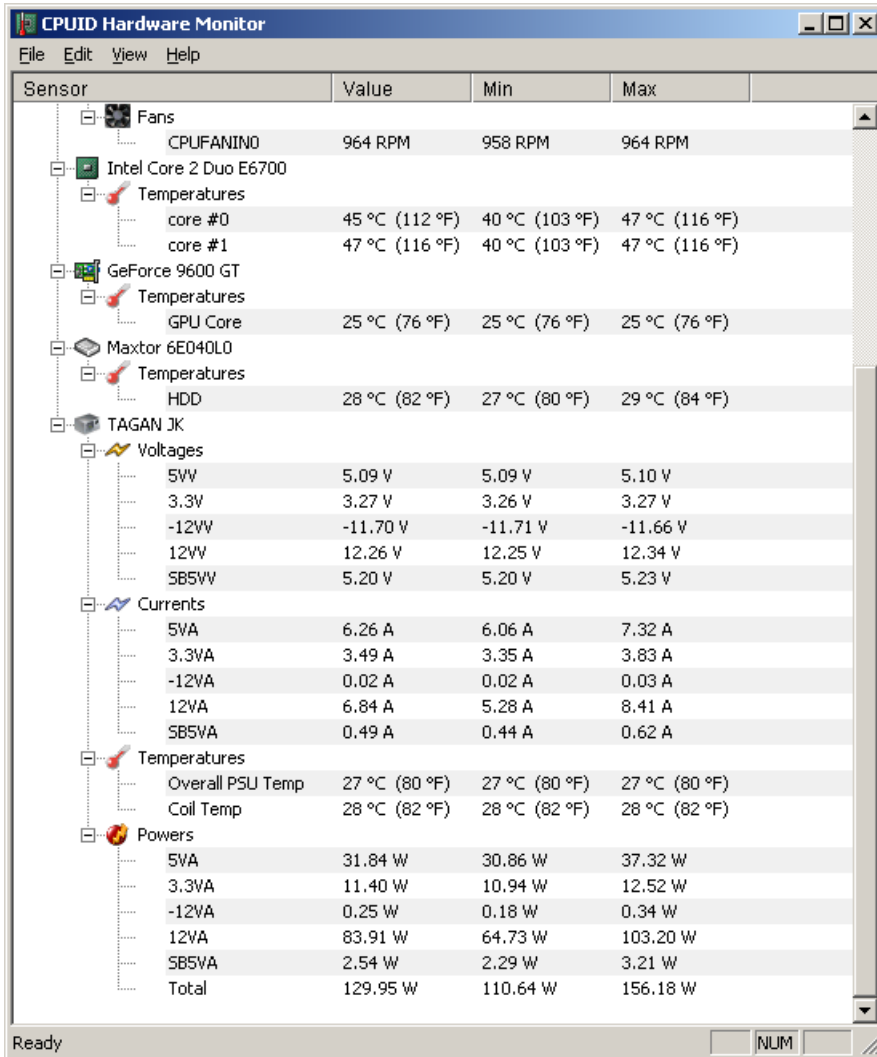 CPUID Hardware Monitor
File Edit View Help
Sensor Value Min Max
Fans
CPUFANIN0 964 RPM 958 RPM 964 RPM
Intel Core 2 Duo E6700
Temperatures
core #0 45 °C (112 °F) 40 °C (103 °F) 47 °C (116 °F)
core #1 47 °C (116 °F) 40 °C (103 °F) 47 °C (116 °F)
GeForce 9600 GT
Temperatures
GPU Core 25 °C (76 °F) 25 °C (76 °F) 25 °C (76 °F)
Maxtor 6E040L0
Temperatures
HDD 28 °C (82 °F) 27 °C (80 °F) 29 °C (84 °F)
TAGAN JK
Voltages
5VV 5.09 V 5.09 V 5.10 V
3.3V 3.27 V 3.26 V 3.27 V
-12VV -11.70 V -11.71 V -11.66 V
12VV 12.26 V 12.25 V 12.34 V
SB5VV 5.20 V 5.20 V 5.23 V
Currents
5VA 6.26 A 6.06 A 7.32 A
3.3VA 3.49 A 3.35 A 3.83 A
-12VA 0.02 A 0.02 A 0.03 A
12VA 6.84 A 5.28 A 8.41 A
SB5VA 0.49 A 0.44 A 0.62 A
Temperatures
Overall PSU Temp 27 °C (80 °F) 27 °C (80 °F) 27 °C (80 °F)
Coil Temp 28 °C (82 °F) 28 °C (82 °F) 28 °C (82 °F)
Powers
5VA 31.84 W 30.86 W 37.32 W
3.3VA 11.40 W 10.94 W 12.52 W
-12VA 0.25 W 0.18 W 0.34 W
12VA 83.91 W 64.73 W 103.20 W
SB5VA 2.54 W 2.29 W 3.21 W
Total 129.95 W 110.64 W 156.18 W
Ready NUM